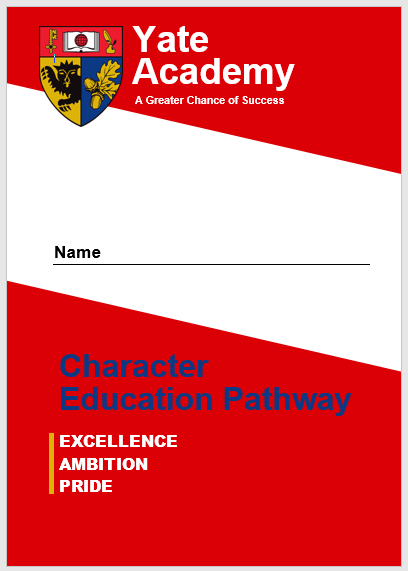 Yate
Academy
A Greater Chance of Success
Name
Character
Education Pathway
EXCELLENCE
AMBITION
PRIDE